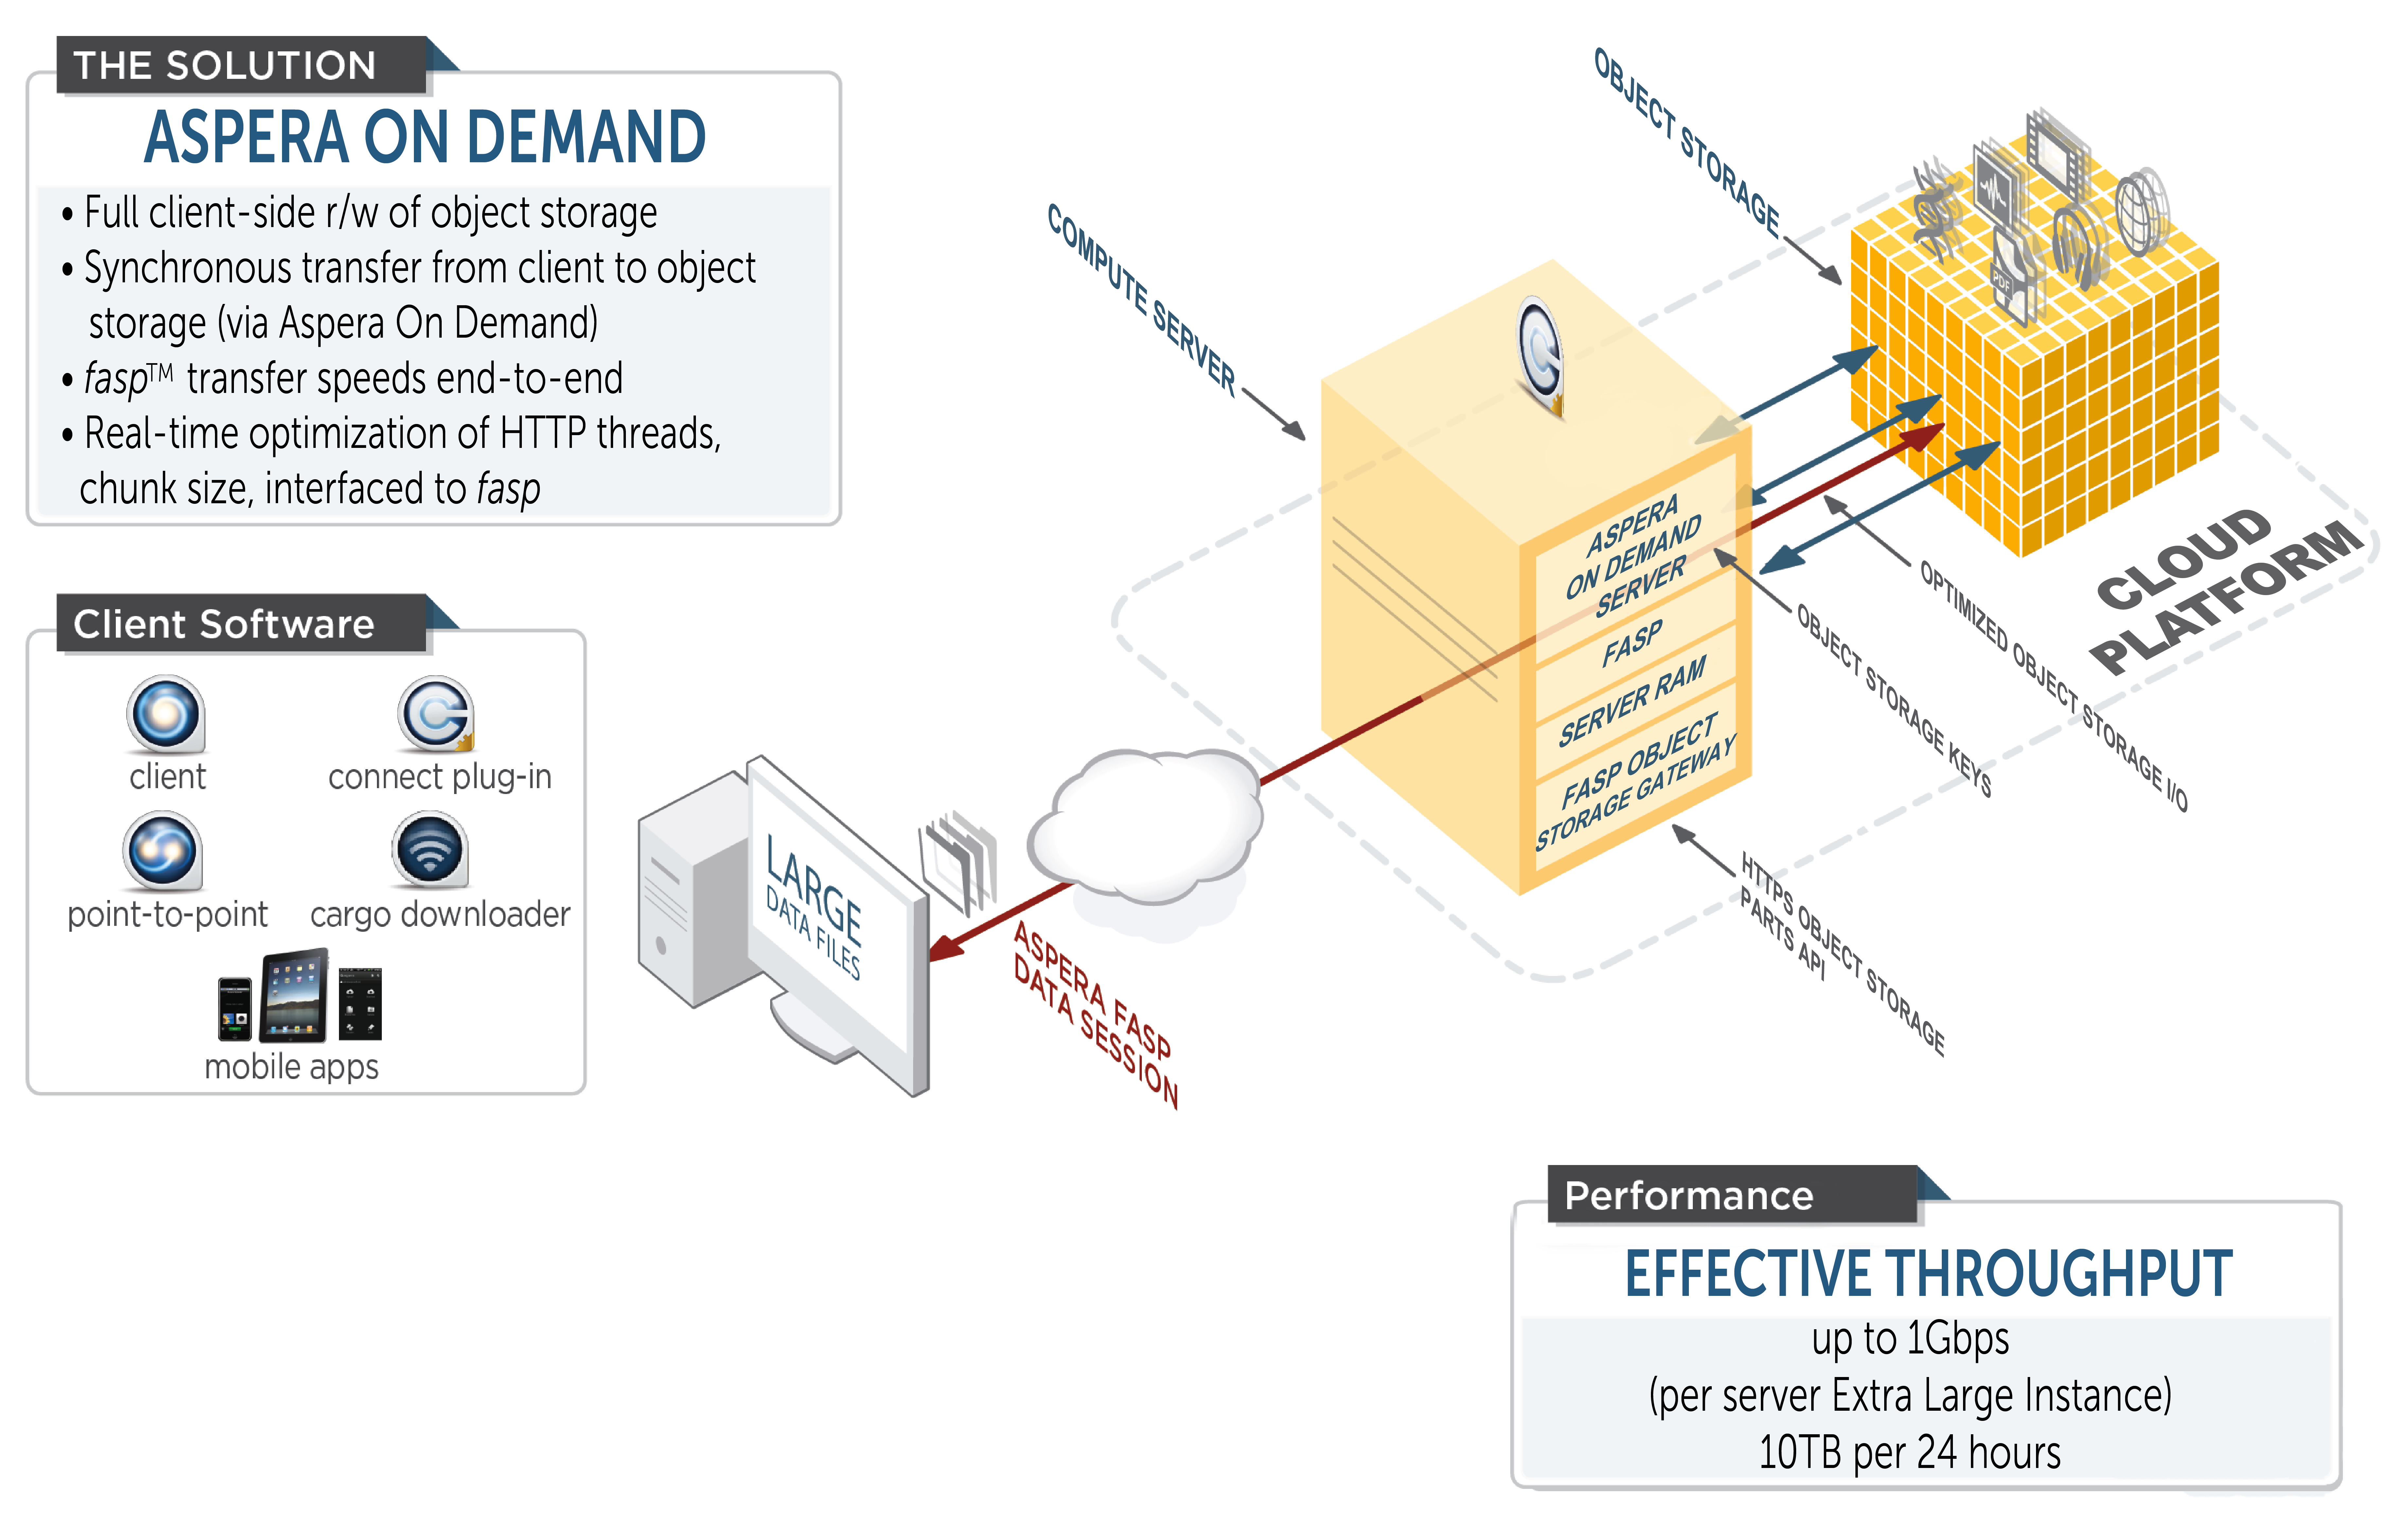 THE SOLUTION
ASPERA ON DEMAND
• Full client-side r/w of object storage
• Synchronous transfer from client to object
storage (via Aspera On Demand)
• fasp™ transfer speeds end-to-end
• Real-time optimization of HTTP threads,
chunk size, interfaced to fasp
Client Software
client
connect plug-in
point-to-point
cargo downloader
mobile apps
LARGE
DATA FILES
ASPERA FASP
DATA SESSION
COMPUTE SERVER
OBJECT STORAGE
PDF
ASPERA
ON DEMAND
SERVER
FASP
SERVER RAM
FASP OBJECT
STORAGE GATEWAY
CLOUD
PLATFORM
OPTIMIZED OBJECT STORAGE I/O
OBJECT STORAGE KEYS
HTTPS OBJECT STORAGE
PARTS API
Performance
EFFECTIVE THROUGHPUT
up to 1Gbps
(per server Extra Large Instance)
10TB per 24 hours